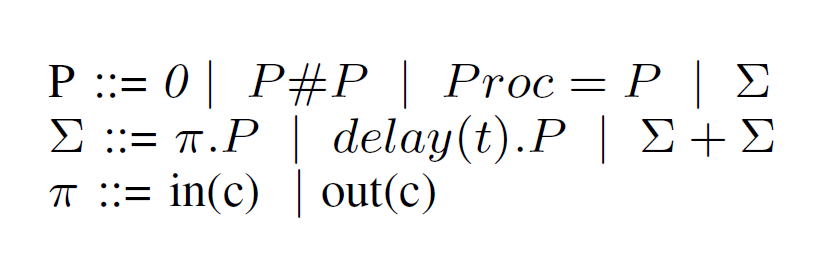 P ::= 0 | P#P | Proc = P | Σ
Σ ::= π.P | delay(t).P | Σ + Σ
π ::= in(c) | out(c)